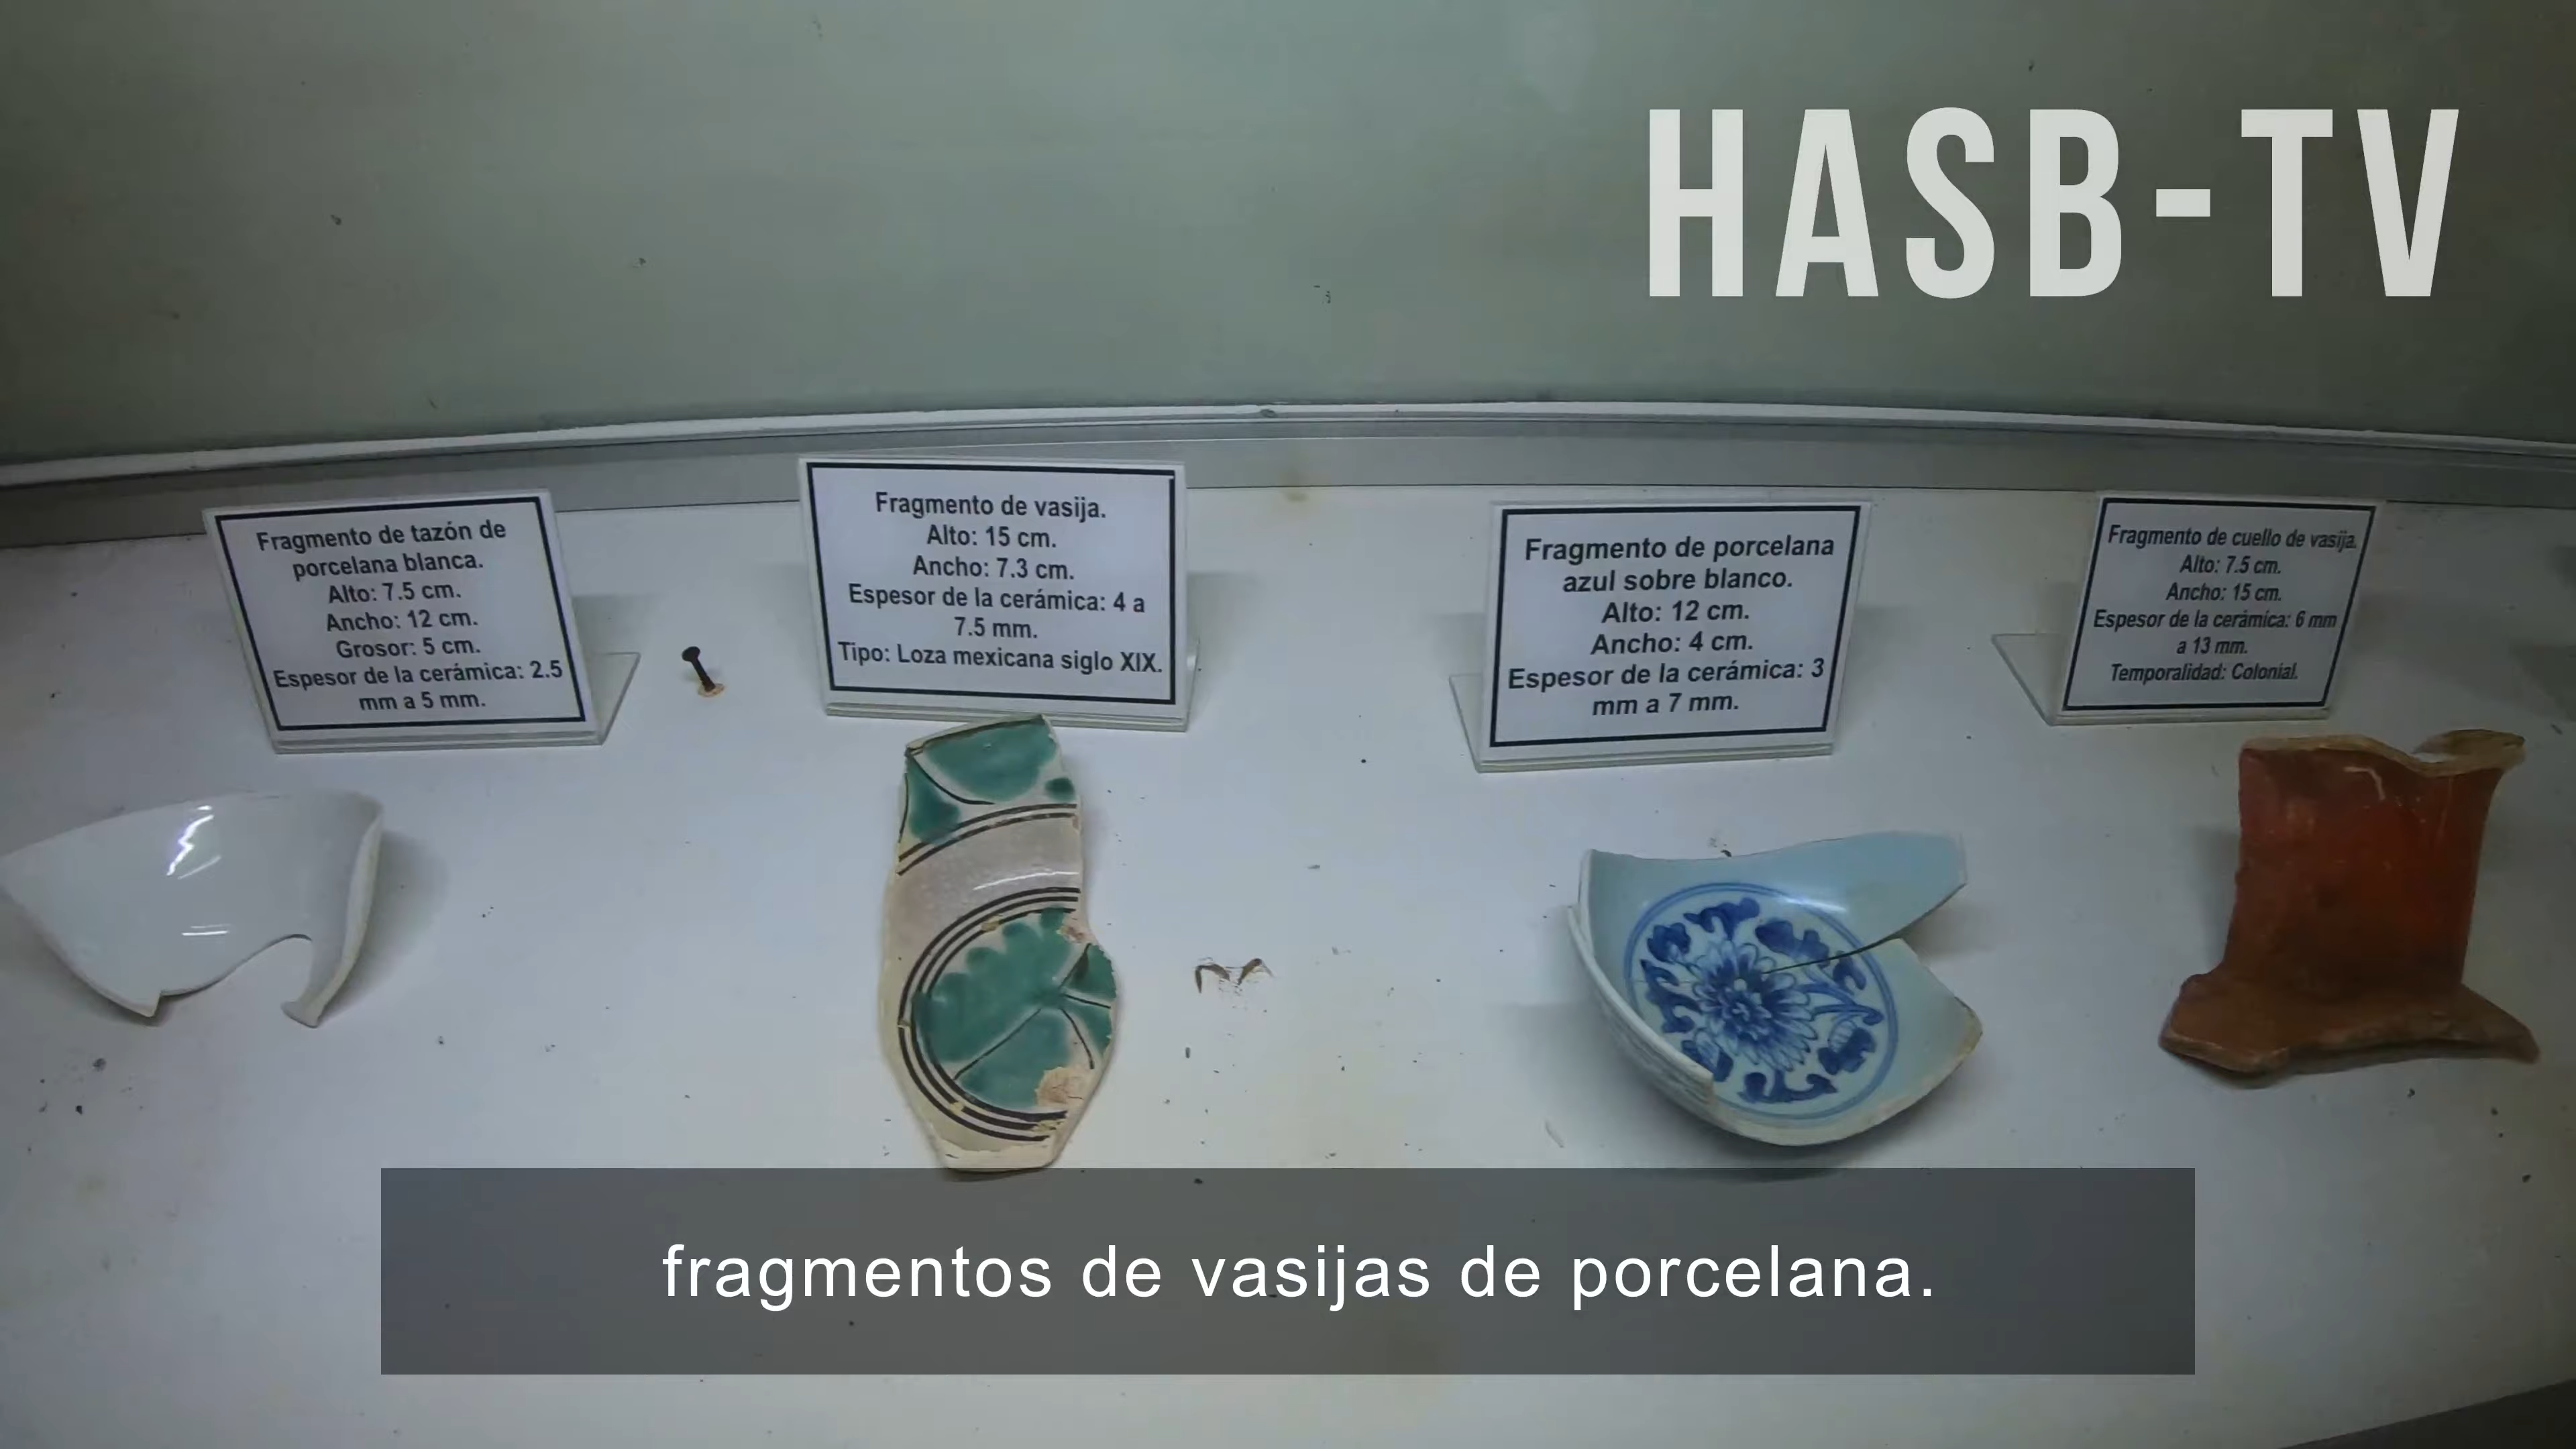 HASB-TV
Fragmento de tazón de
porcelana blanca.
Alto: 7.5 cm.
Ancho: 12 cm.
Grosor: 5 cm.
Espesor de la cerámica: 2.5
mm a 5 mm.
Fragmento de vasija.
Alto: 15 cm.
Ancho: 7.3 cm.
Espesor de la cerámica: 4 a
7.5 mm.
Tipo: Loza mexicana siglo XIX.
Fragmento de porcelana
azul sobre blanco.
Alto: 12 cm.
Ancho: 4 cm.
Espesor de la cerámica: 3
mm a 7 mm.
Fragmento de cuello de vasija.
Alto: 7.5 cm.
Ancho: 15 cm.
Espesor de la cerámica: 6 mm
a 13 mm.
Temporalidad: Colonial.
fragmentos de vasijas de porcelana.